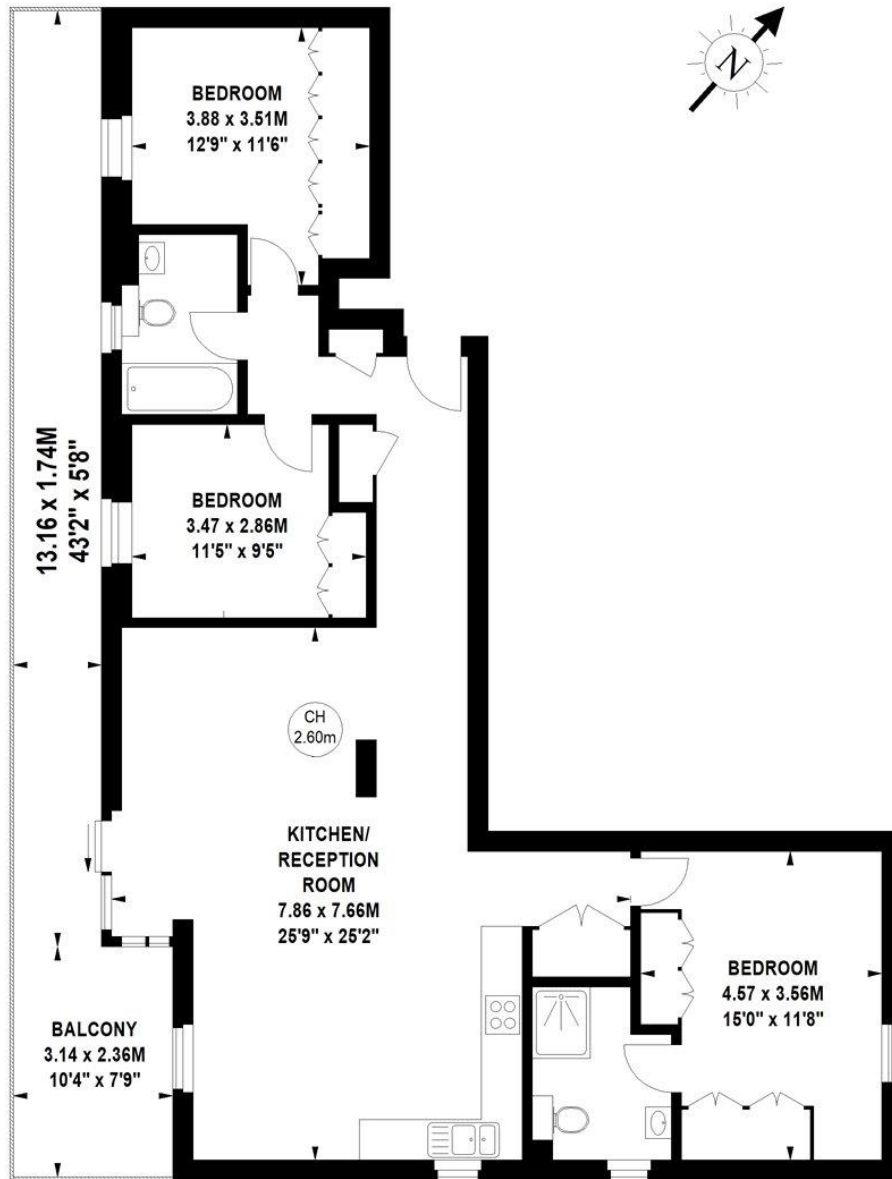 BEDROOM
3.88 x 3.51M
12'9" x 11'6"
N
13.16 x 1.74M
43'2" x 5'8"
BEDROOM
3.47 x 2.86M
11'5" x 9'5"
CH
2.60m
KITCHEN/
RECEPTION
ROOM
7.86 x 7.66M
25'9" x 25'2"
BEDROOM
4.57 x 3.56M
15'0" x 11'8"
BALCONY
3.14 x 2.36M
10'4" x 7'9"